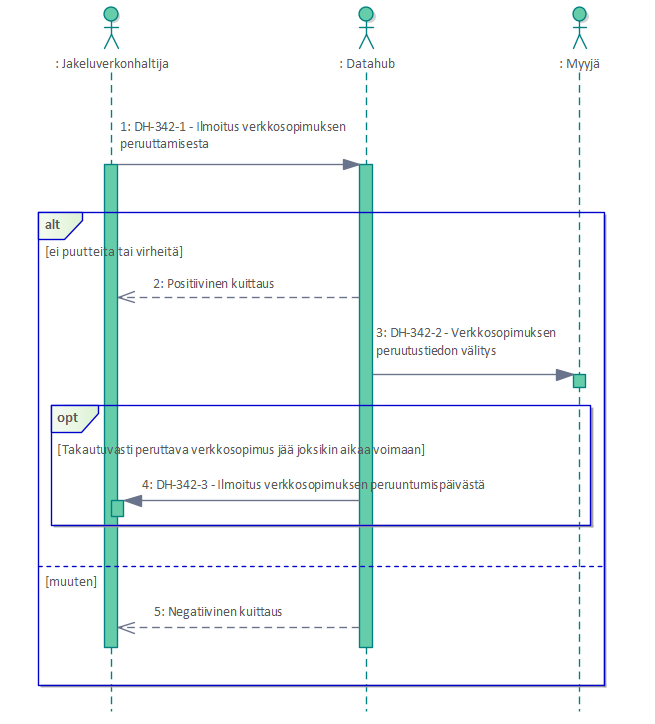 : Jakeluverkonhaltija
: Datahub
: Myyjä
1: DH-342-1 - Ilmoitus verkkosopimuksen
peruuttamisesta
alt
[ei puutteita tai virheitä]
2: Positiivinen kuittaus
3: DH-342-2 - Verkkosopimuksen
peruutustiedon välitys
opt
[Takautuvasti peruttava verkkosopimus jää joksikin aikaa voimaan]
4: DH-342-3 - Ilmoitus verkkosopimuksen peruuntumispäivästä
[muuten]
5: Negatiivinen kuittaus